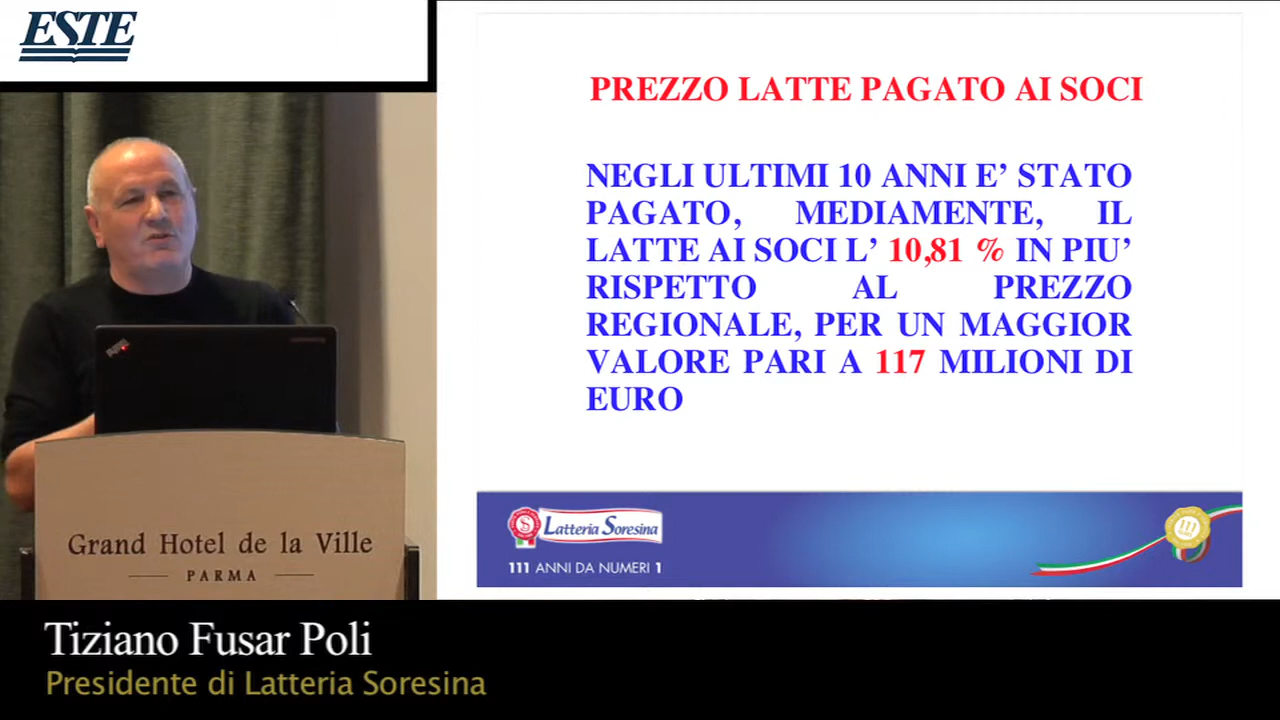 ESTE
PREZZO LATTE PAGATO AI SOCI
NEGLI ULTIMI 10 ANNI E’ STATO
PAGATO, MEDIAMENTE, IL
LATTE AI SOCI L’ 10,81 % IN PIU’
RISPETTO AL PREZZO
REGIONALE, PER UN MAGGIOR
VALORE PARI A 117 MILIONI DI
EURO
Latteria Soresina
111 ANNI DA NUMERI 1
111
Grand Hotel de la Ville
PARMA
Tiziano Fusar Poli
Presidente di Latteria Soresina